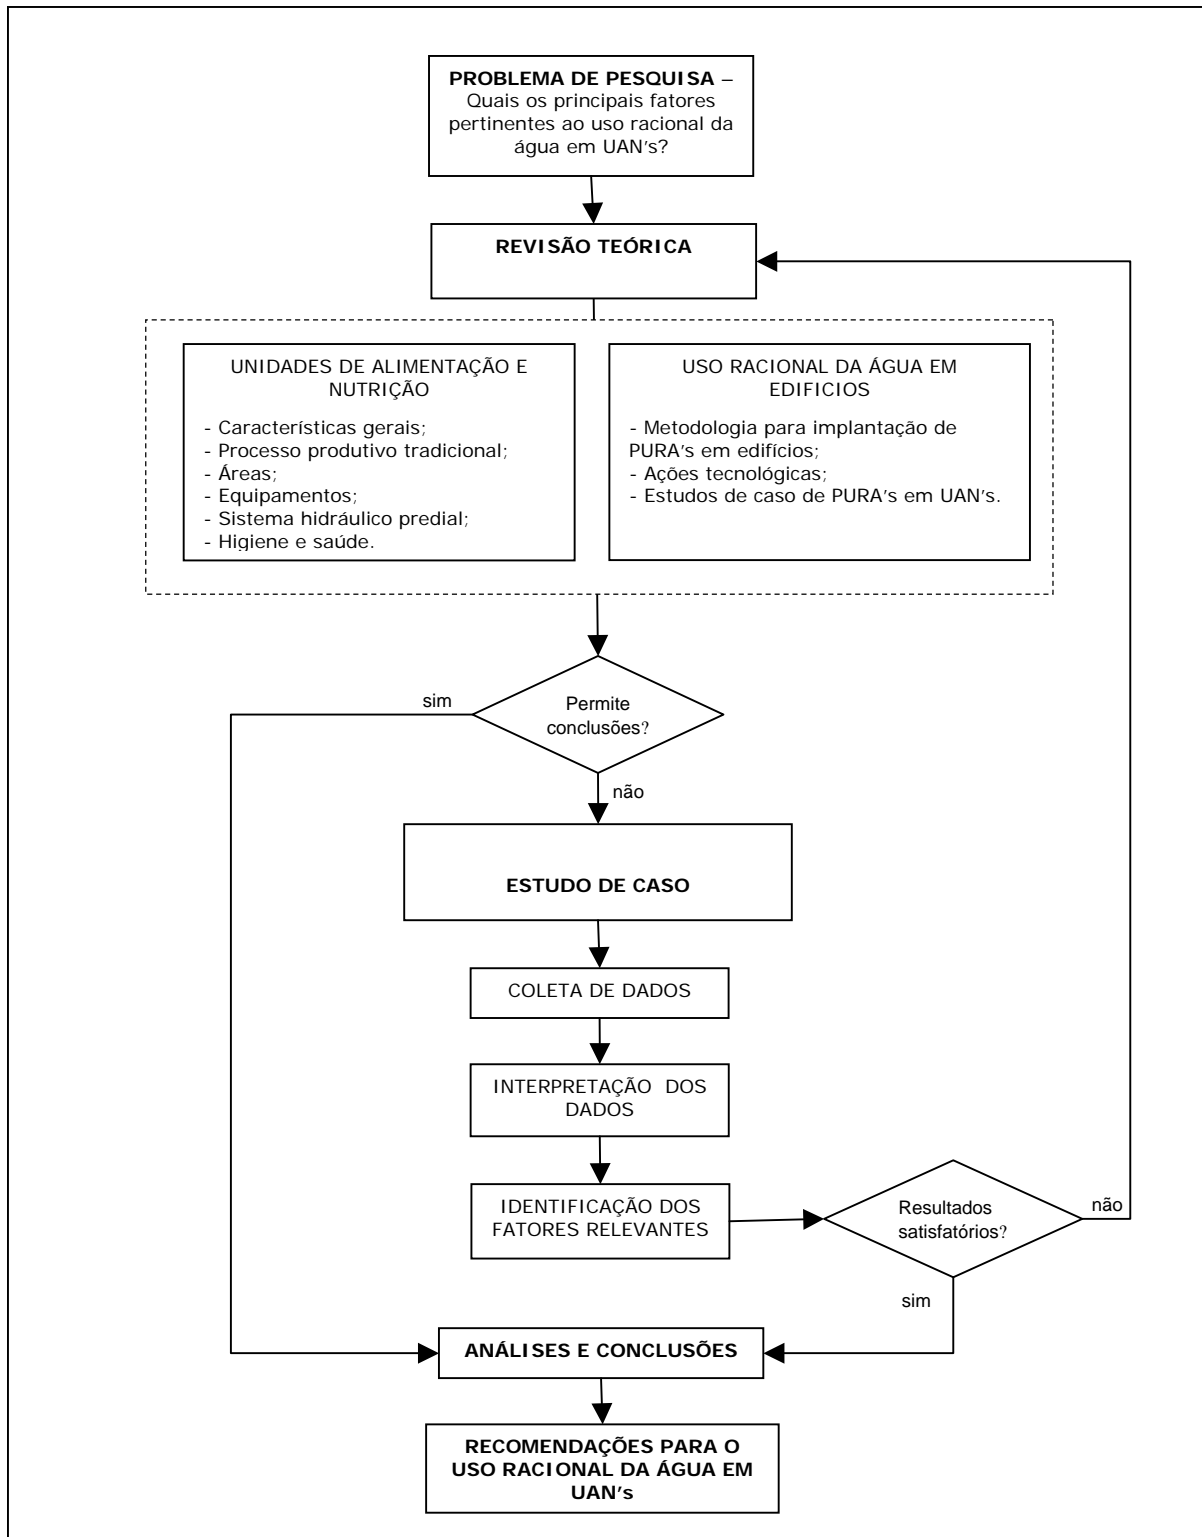 PROBLEMA DE PESQUISA –
Quais os principais fatores
pertinentes ao uso racional da
água em UAN's?
REVISÃO TEÓRICA
UNIDADES DE ALIMENTAÇÃO E
NUTRIÇÃO
- Características gerais;
- Processo produtivo tradicional;
- Áreas;
- Equipamentos;
- Sistema hidráulico predial;
- Higiene e saúde.
USO RACIONAL DA ÁGUA EM
EDIFICIOS
- Metodologia para implantação de
PURA's em edifícios;
- Ações tecnológicas;
- Estudos de caso de PURA's em UAN's.
sim
Permite
conclusões?
não
ESTUDO DE CASO
COLETA DE DADOS
INTERPRETAÇÃO DOS
DADOS
IDENTIFICAÇÃO DOS
FATORES RELEVANTES
Resultados
satisfatórios?
não
sim
ANÁLISES E CONCLUSÕES
RECOMENDAÇÕES PARA O
USO RACIONAL DA ÁGUA EM
UAN's